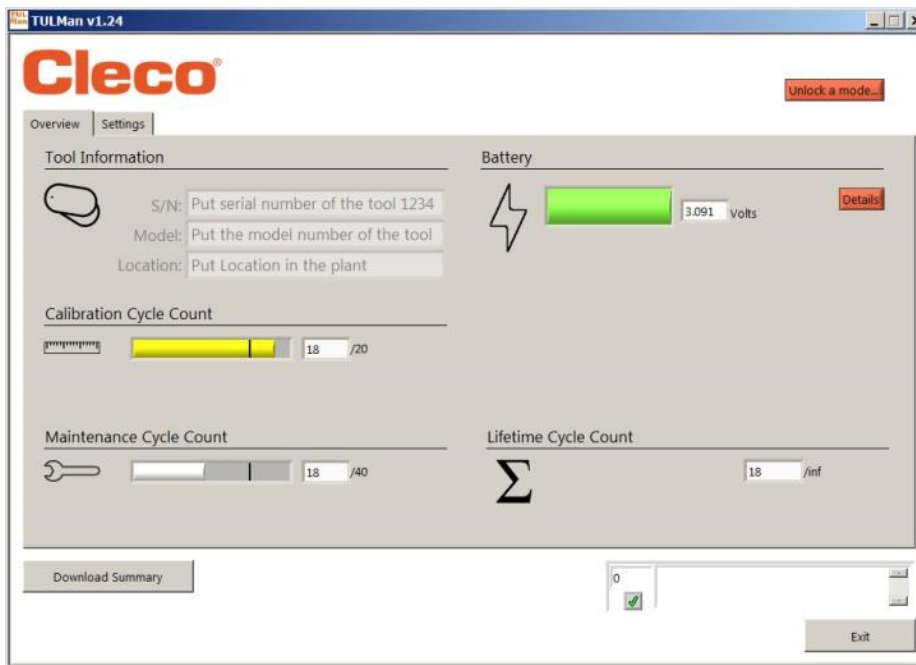 TUL
Man
TULMan v1.24
Cleco®
Unlock a mode...
Overview
Settings
Tool Information
S/N: Put serial number of the tool 1234
Model: Put the model number of the tool
Location: Put Location in the plant
Battery
3.091 Volts
Details
Calibration Cycle Count
18 /20
Maintenance Cycle Count
18 /40
Lifetime Cycle Count
Σ
18 /inf
Download Summary
0
Exit